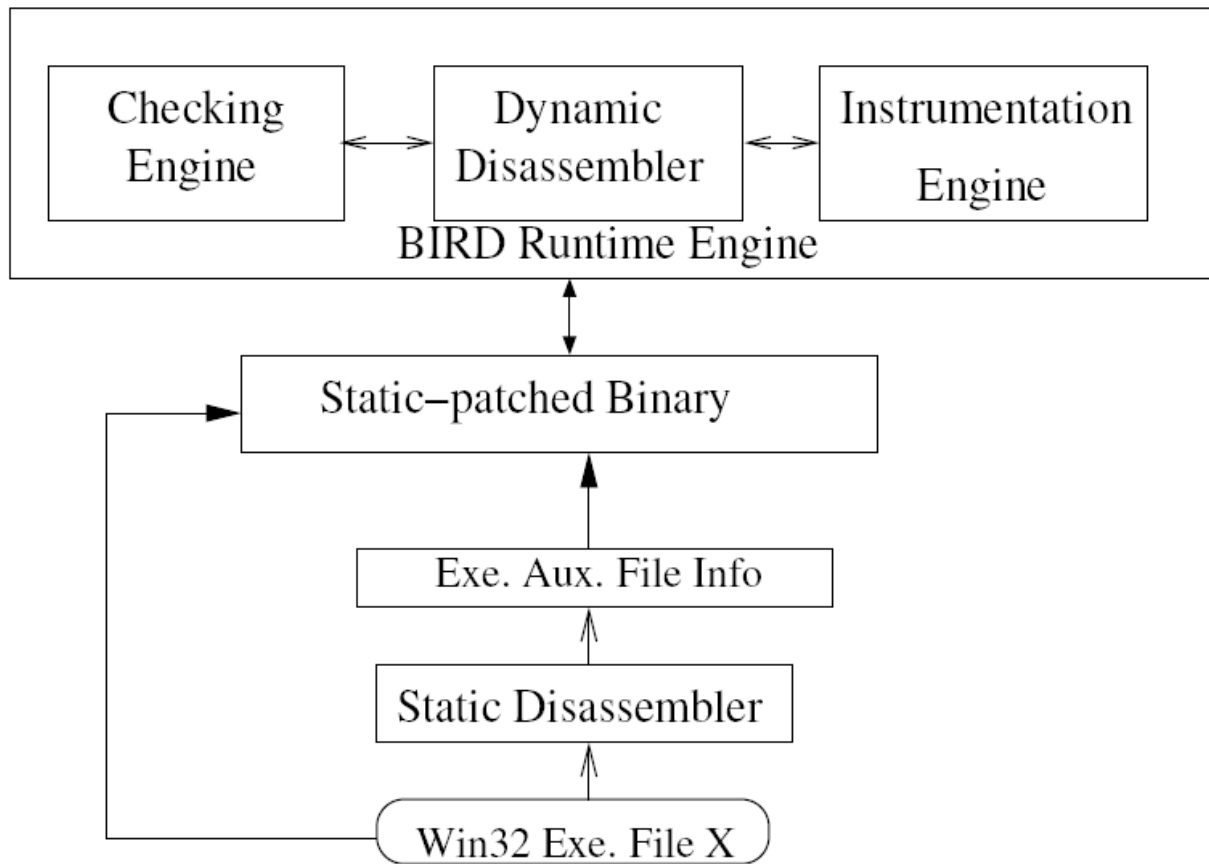 Checking
Engine
Dynamic
Disassembler
Instrumentation
Engine
BIRD Runtime Engine
Static-patched Binary
Exe. Aux. File Info
Static Disassembler
Win32 Exe. File X